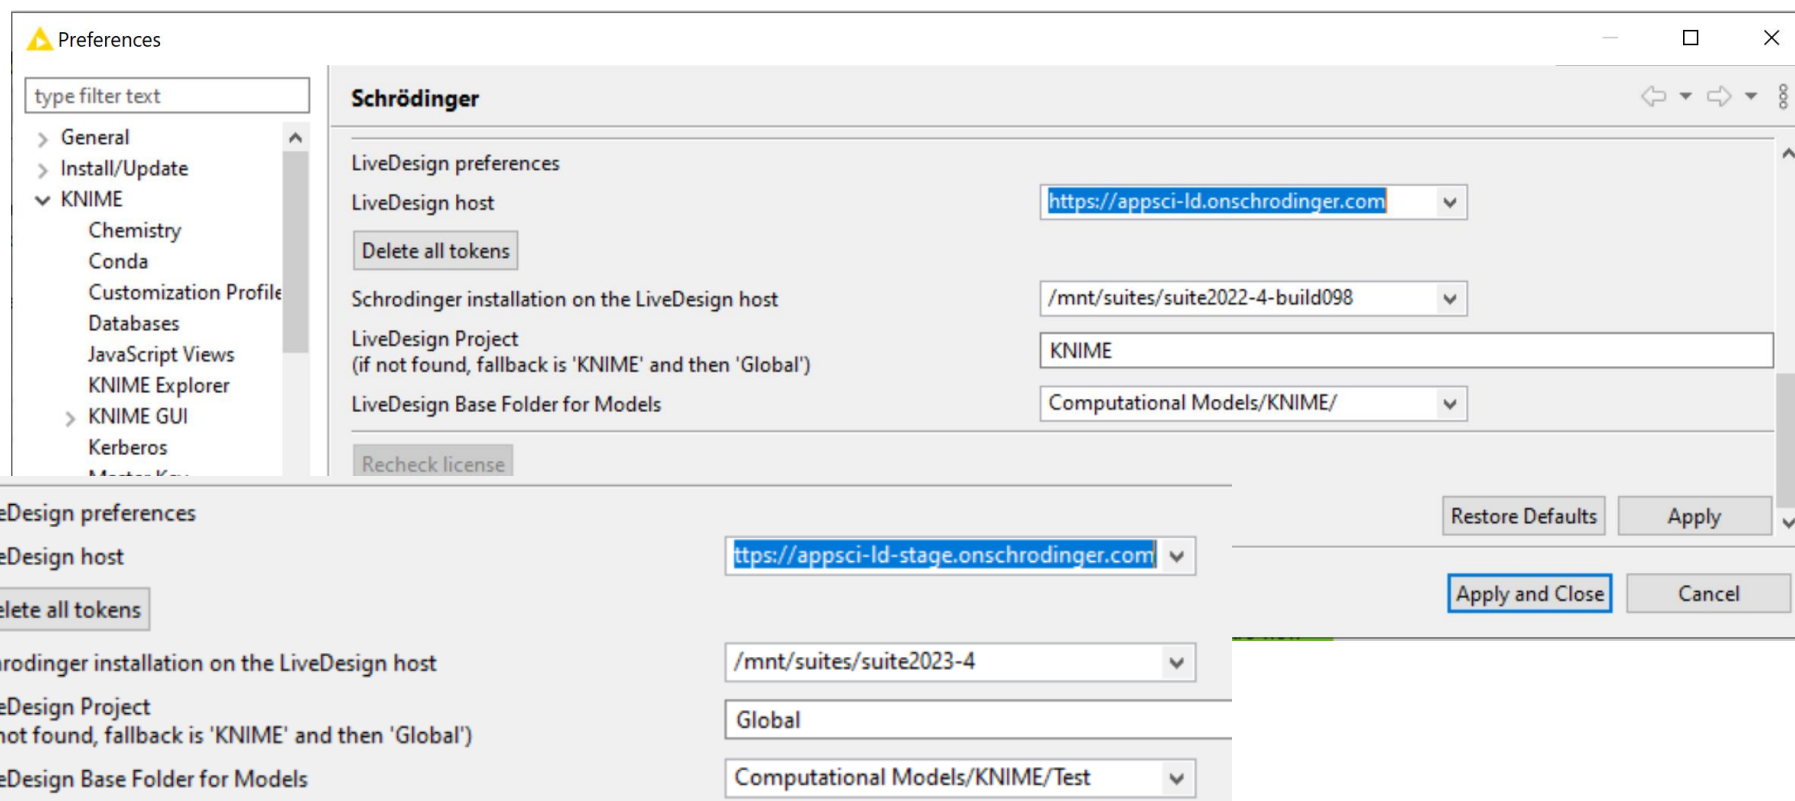 Preferences
type filter text
Schrödinger
General
Install/Update
KNIME
Chemistry
Conda
Customization Profile
Databases
JavaScript Views
KNIME Explorer
KNIME GUI
Kerberos
Master Key
LiveDesign preferences
LiveDesign host
https://appsci-ld.onschrodinger.com
Delete all tokens
Schrodinger installation on the LiveDesign host
/mnt/suites/suite2022-4-build098
LiveDesign Project
(if not found, fallback is 'KNIME' and then 'Global')
KNIME
LiveDesign Base Folder for Models
Computational Models/KNIME/
Recheck license
Restore Defaults
Apply
Apply and Close
Cancel
eDesign preferences
eDesign host
ttps://appsci-ld-stage.onschrodinger.com
elete all tokens
rodinger installation on the LiveDesign host
/mnt/suites/suite2023-4
eDesign Project
not found, fallback is 'KNIME' and then 'Global')
Global
eDesign Base Folder for Models
Computational Models/KNIME/Test